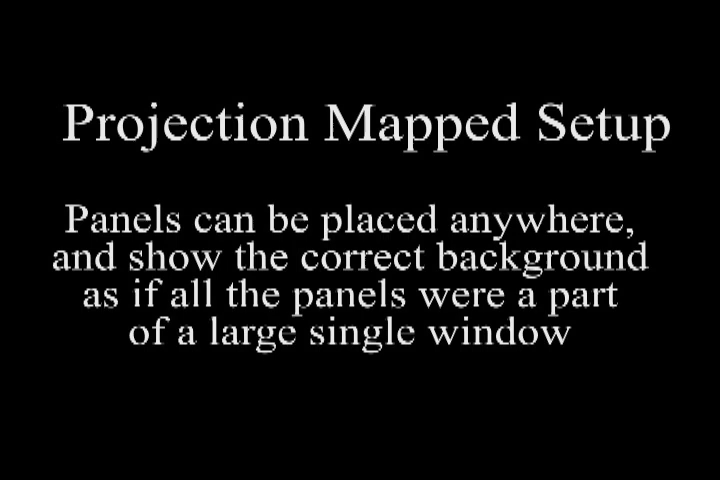 Projection Mapped Setup
Panels can be placed anywhere,
and show the correct background
as if all the panels were a part
of a large single window